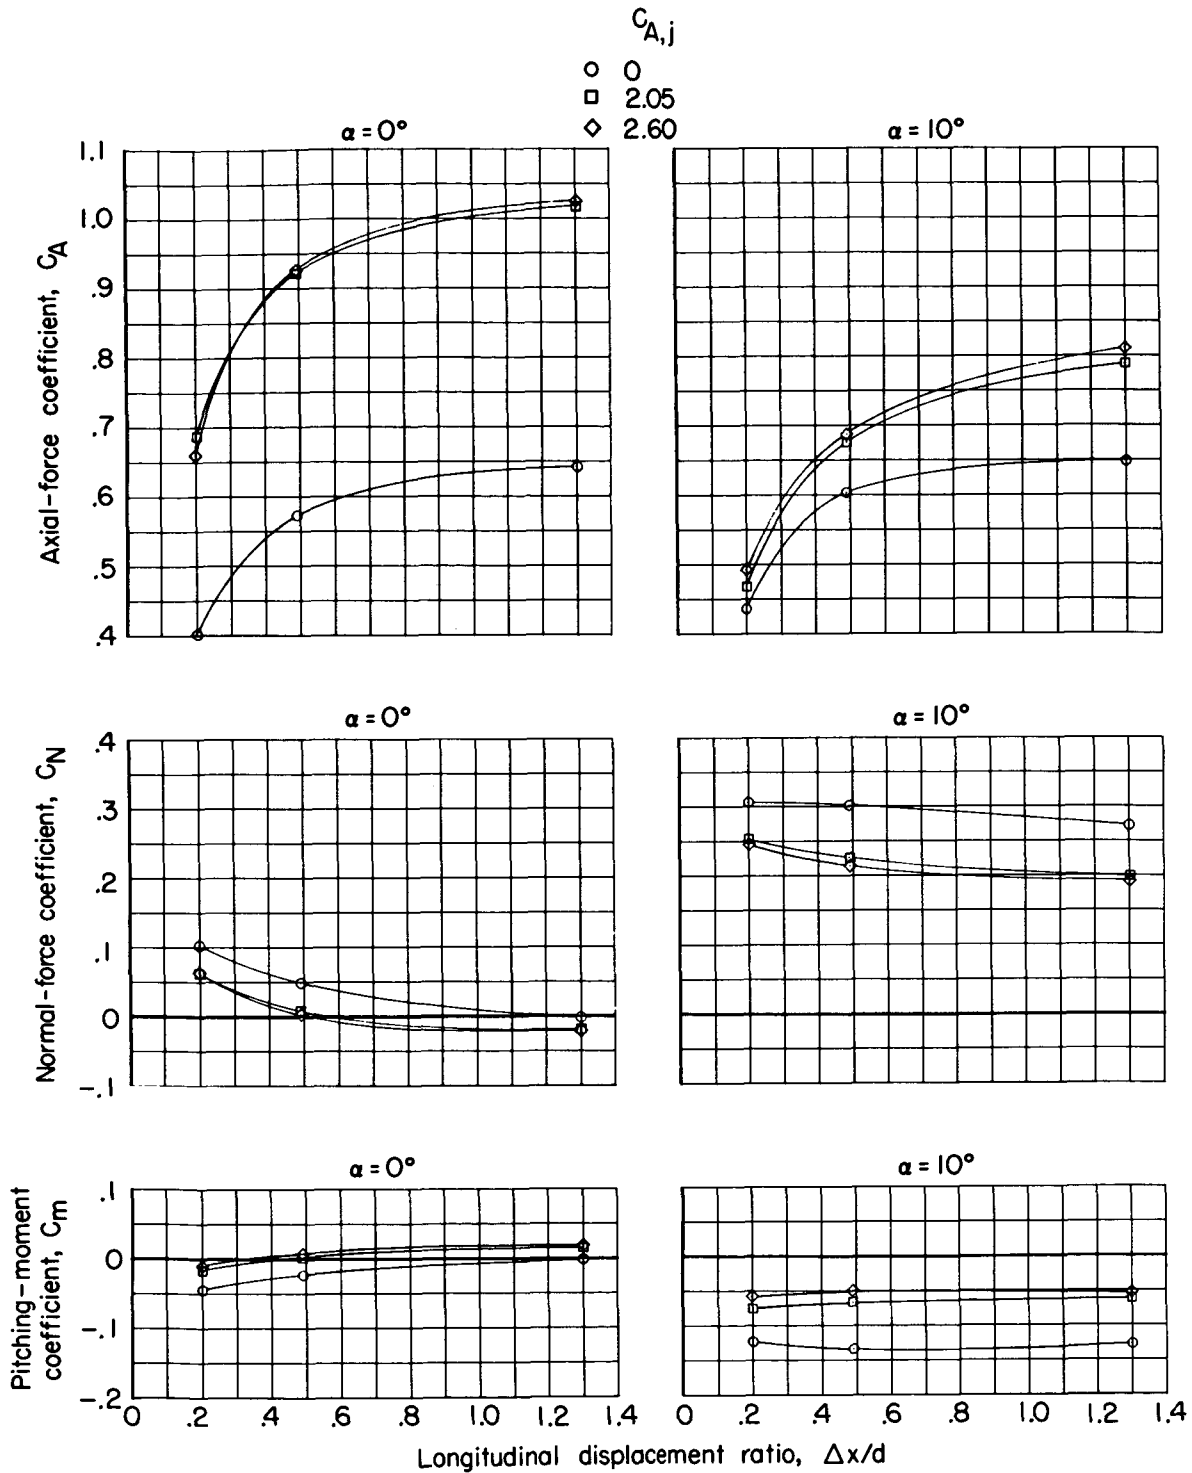 C_A,j
○ 0
□ 2.05
◇ 2.60
α = 0°
α = 10°
Axial-force coefficient, C_A
1.1
1.0
.9
.8
.7
.6
.5
.4
α = 0°
α = 10°
Normal-force coefficient, C_N
.4
.3
.2
.1
0
-.1
α = 0°
α = 10°
Pitching-moment
coefficient, C_m
.1
0
-.1
-.2
0 .2 .4 .6 .8 1.0 1.2 1.4
0 .2 .4 .6 .8 1.0 1.2 1.4
Longitudinal displacement ratio, Δx/d